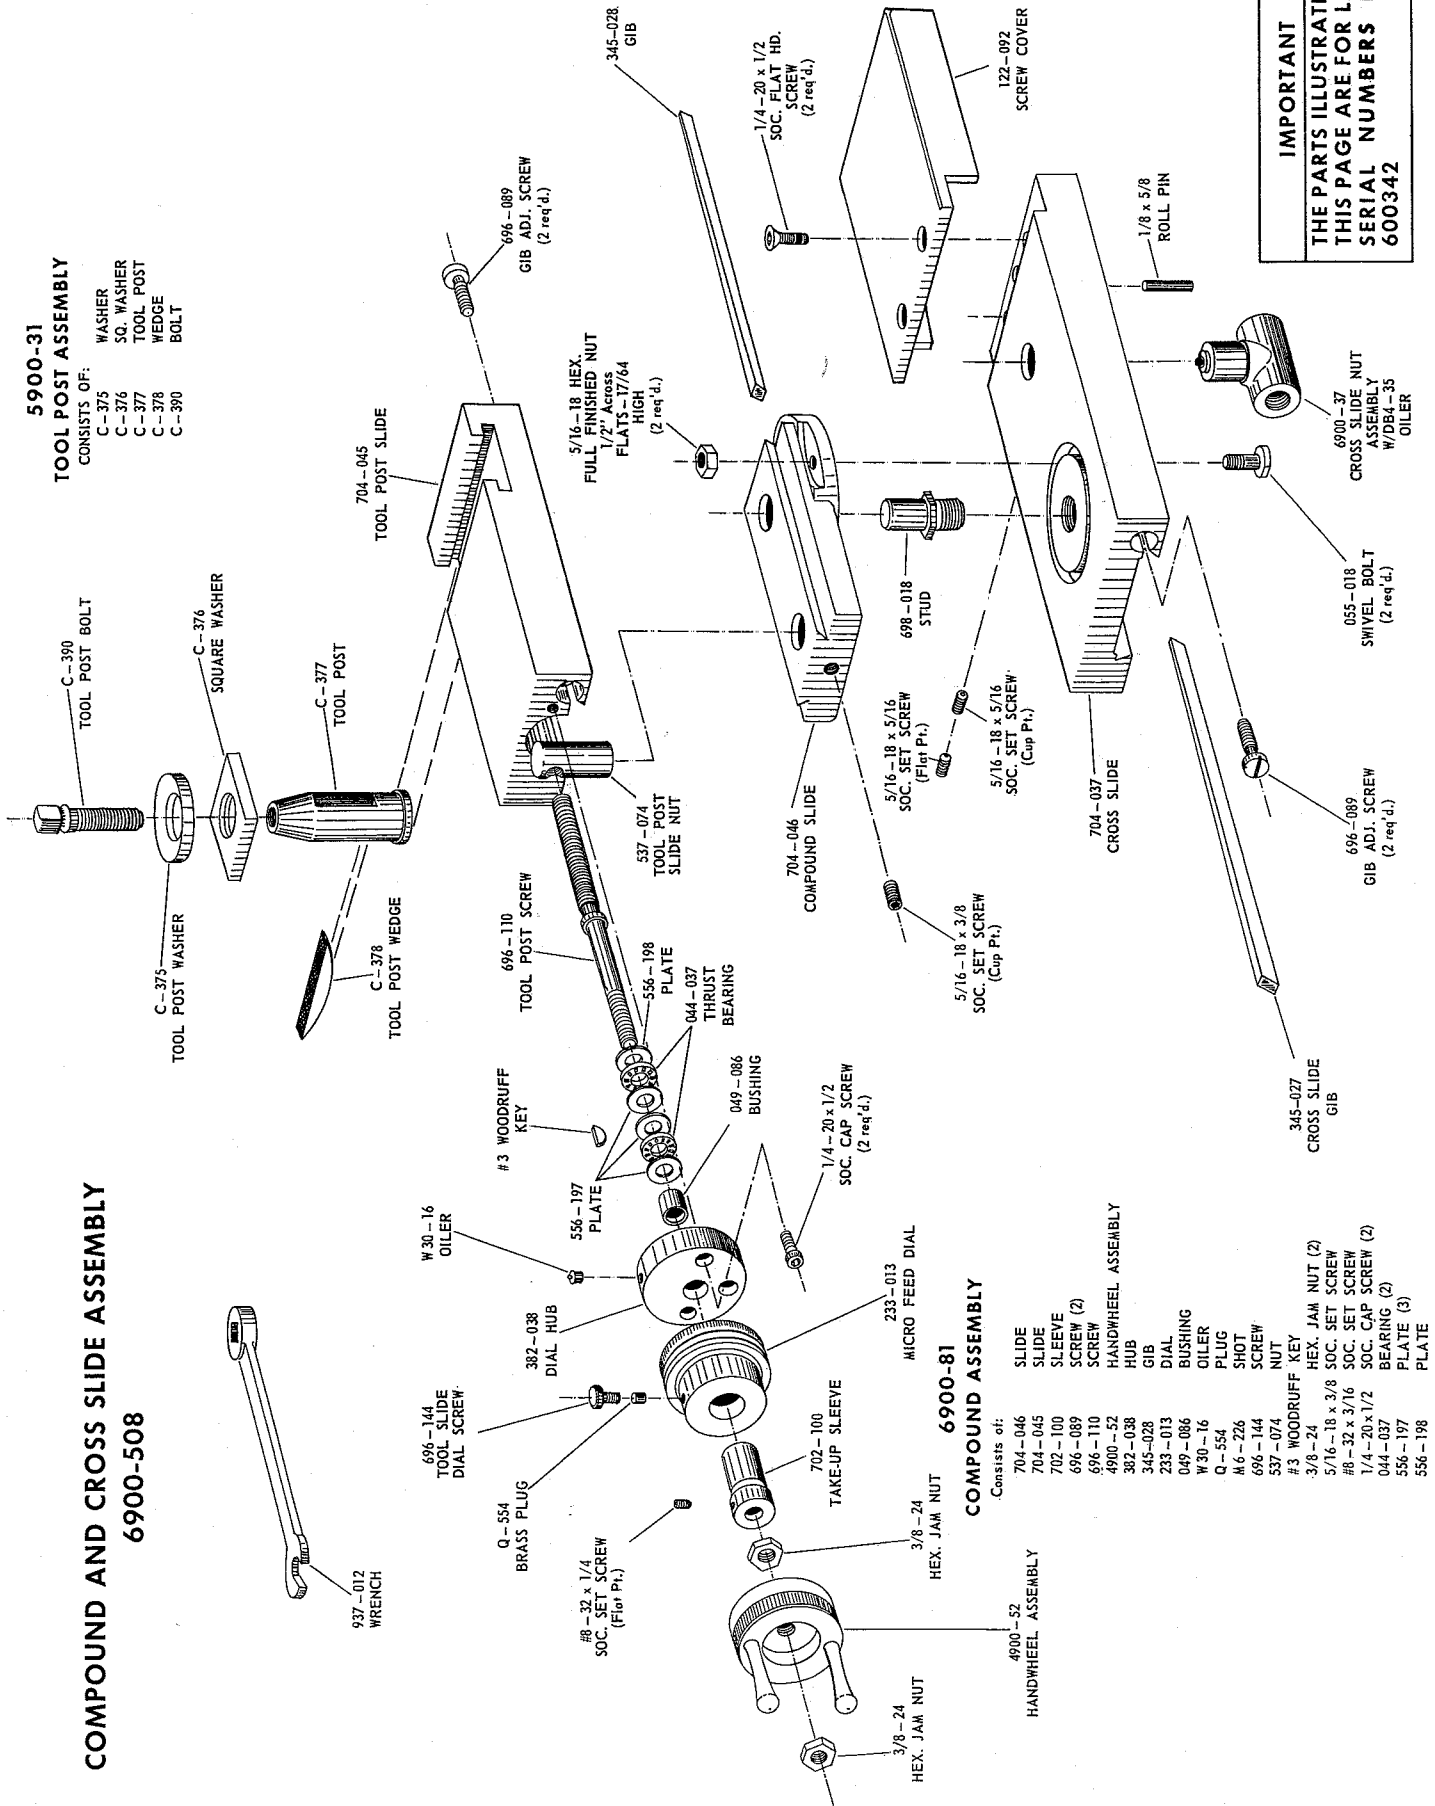 COMPOUND AND CROSS SLIDE ASSEMBLY
6900-508
5900-31
TOOL POST ASSEMBLY
CONSISTS OF:
C-375 WASHER
C-376 SQ. WASHER
C-377 TOOL POST
C-378 WEDGE
C-390 BOLT
937-012
WRENCH
C-375
TOOL POST WASHER
C-390
TOOL POST BOLT
C-376
SQUARE WASHER
C-377
TOOL POST
C-378
TOOL POST WEDGE
704-045
TOOL POST SLIDE
696-089
GIB ADJ. SCREW
(2 req'd.)
345-028
GIB
W30-16
OILER
#3 WOODRUFF
KEY
696-110
TOOL POST SCREW
537-074
TOOL POST
SLIDE NUT
5/16-18 HEX.
FULL FINISHED NUT
1/2" Across
FLATS-17/64
HIGH
(2 req'd.)
1/4-20 x 1/2
SOC. FLAT HD.
SCREW
(2 req'd.)
122-092
SCREW COVER
696-144
TOOL SLIDE
DIAL SCREW
382-038
DIAL HUB
556-197
PLATE
556-198
PLATE
044-037
THRUST
BEARING
049-086
BUSHING
Q-554
BRASS PLUG
#8-32 x 1/4
SOC. SET SCREW
(Flat Pt.)
702-100
TAKE-UP SLEEVE
233-013
MICRO FEED DIAL
1/4-20 x 1/2
SOC. CAP SCREW
(2 req'd.)
704-046
COMPOUND SLIDE
698-018
STUD
5/16-18 x 5/16
SOC. SET SCREW
(Flat Pt.)
5/16-18 x 5/16
SOC. SET SCREW
(Cup Pt.)
5/16-18 x 3/8
SOC. SET SCREW
(Cup Pt.)
1/8 x 5/8
ROLL PIN
704-037
CROSS SLIDE
3/8-24
HEX. JAM NUT
3/8-24
HEX. JAM NUT
4900-52
HANDWHEEL ASSEMBLY
345-027
CROSS SLIDE
GIB
696-089
GIB ADJ. SCREW
(2 req'd.)
055-018
SWIVEL BOLT
(2 req'd.)
6900-37
CROSS SLIDE NUT
ASSEMBLY
W/DB4-35
OILER
6900-81
COMPOUND ASSEMBLY
Consists of:
704-046 SLIDE
704-045 SLIDE
702-100 SLEEVE
696-089 SCREW (2)
696-110 SCREW
4900-52 HANDWHEEL ASSEMBLY
382-038 HUB
345-028 GIB
233-013 DIAL
049-086 BUSHING
W30-16 OILER
Q-554 PLUG
M6-226 SHOT
696-144 SCREW
537-074 NUT
#3 WOODRUFF KEY
3/8-24 HEX. JAM NUT (2)
5/16-18 x 3/8 SOC. SET SCREW
#8-32 x 3/16 SOC. SET SCREW
1/4-20x1/2 SOC. CAP SCREW (2)
044-037 BEARING (2)
556-197 PLATE (3)
556-198 PLATE
IMPORTANT
THE PARTS ILLUSTRATE
THIS PAGE ARE FOR L
SERIAL NUMBERS
600342